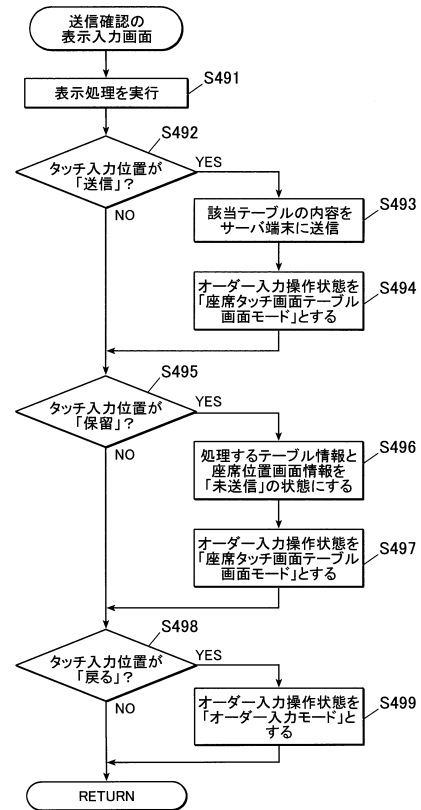 送信確認の
表示入力画面
S491
表示処理を実行
S492
タッチ入力位置が
「送信」?
YES
NO
S493
該当テーブルの内容を
サーバ端末に送信
S494
オーダー入力操作状態を
「座席タッチ画面テーブル
画面モード」とする
S495
タッチ入力位置が
「保留」?
YES
NO
S496
処理するテーブル情報と
座席位置画面情報を
「未送信」の状態にする
S497
オーダー入力操作状態を
「座席タッチ画面テーブル
画面モード」とする
S498
タッチ入力位置が
「戻る」?
YES
NO
S499
オーダー入力操作状態を
「オーダー入力モード」と
する
RETURN